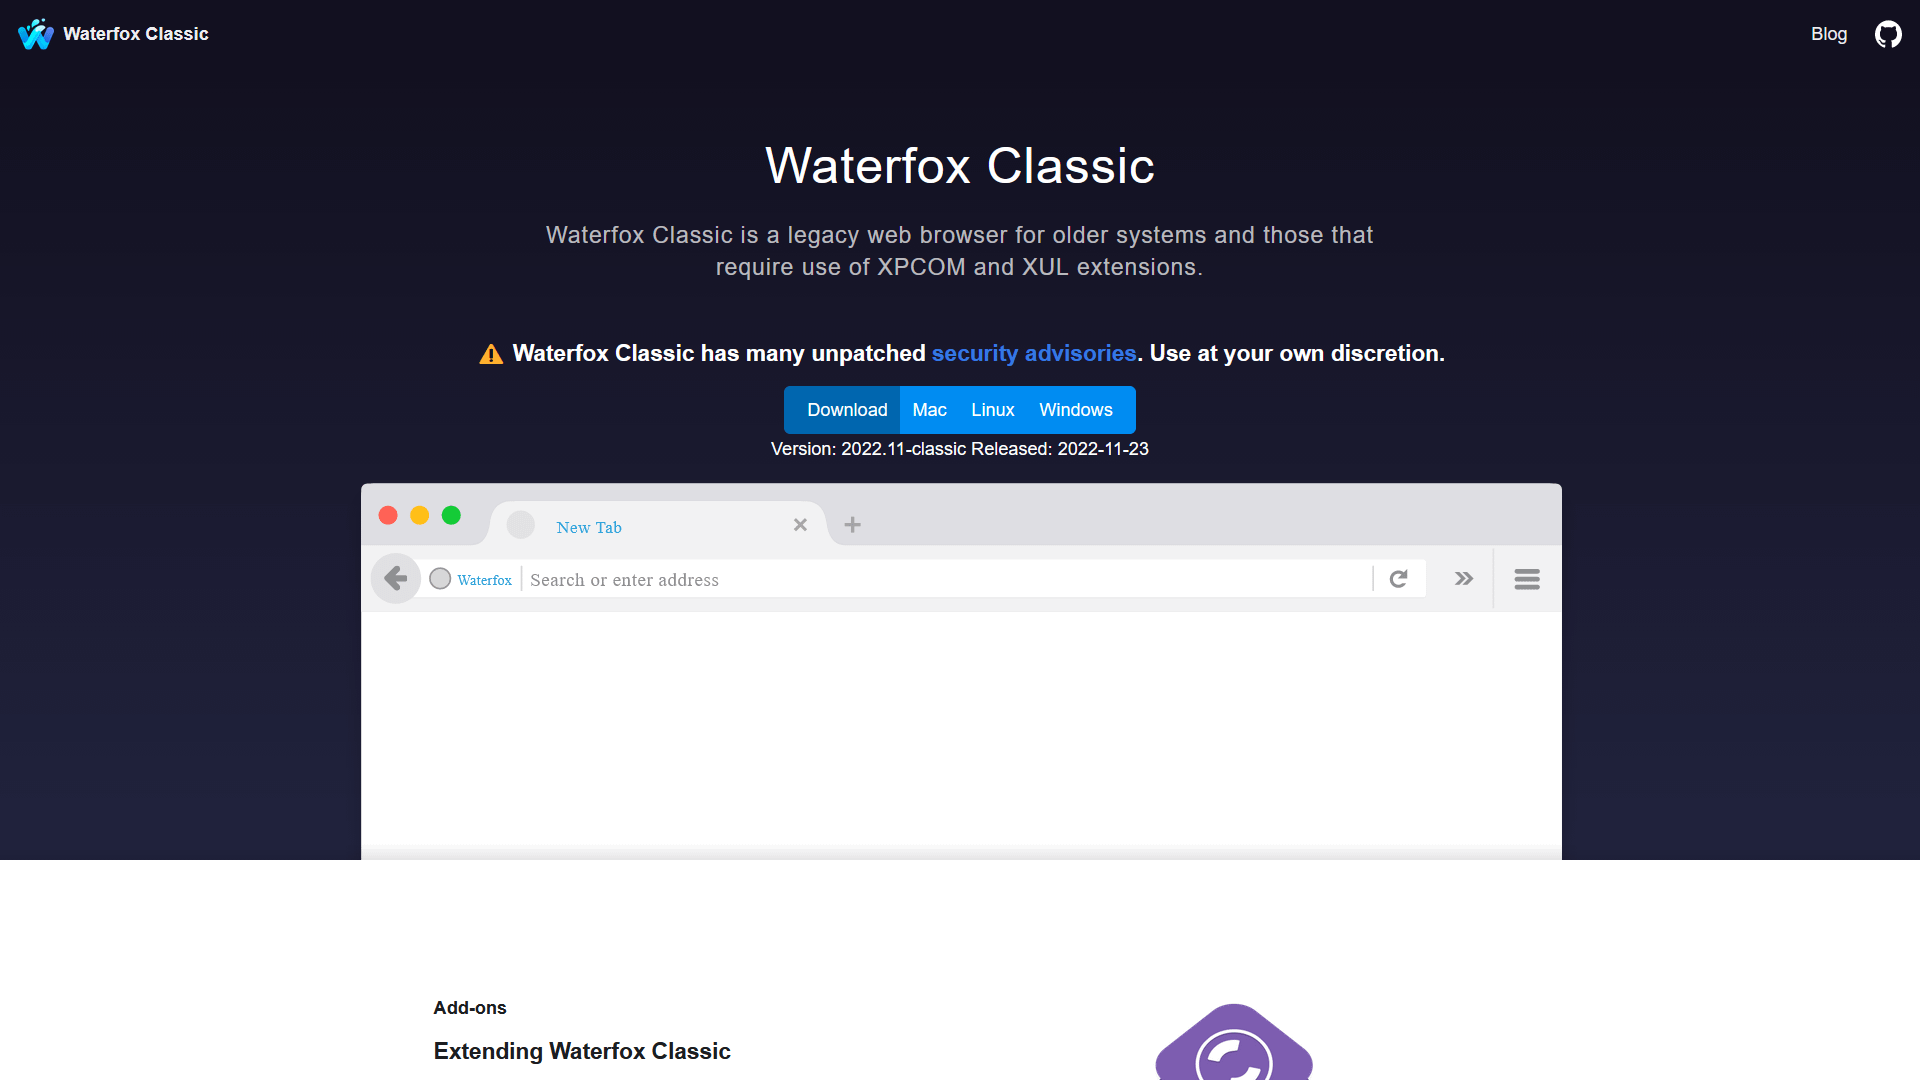 Waterfox Classic
Blog
Waterfox Classic
Waterfox Classic is a legacy web browser for older systems and those that
require use of XPCOM and XUL extensions.
Waterfox Classic has many unpatched security advisories. Use at your own discretion.
Download Mac Linux Windows
Version: 2022.11-classic Released: 2022-11-23
New Tab
Waterfox Search or enter address
Add-ons
Extending Waterfox Classic